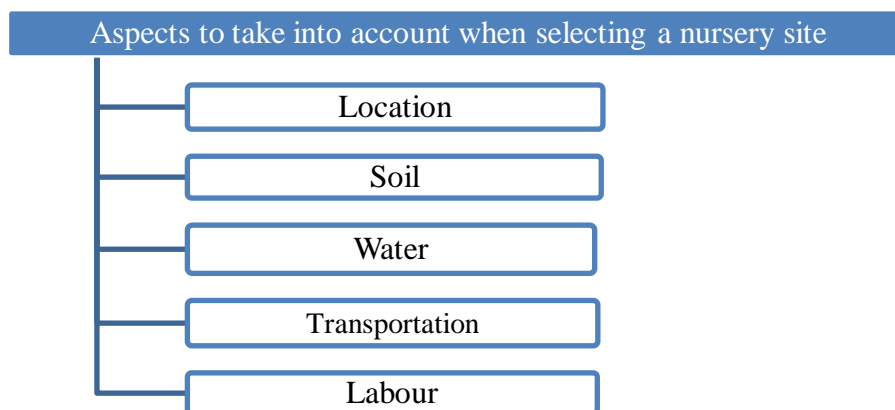 Aspects to take into account when selecting a nursery site
Location
Soil
Water
Transportation
Labour